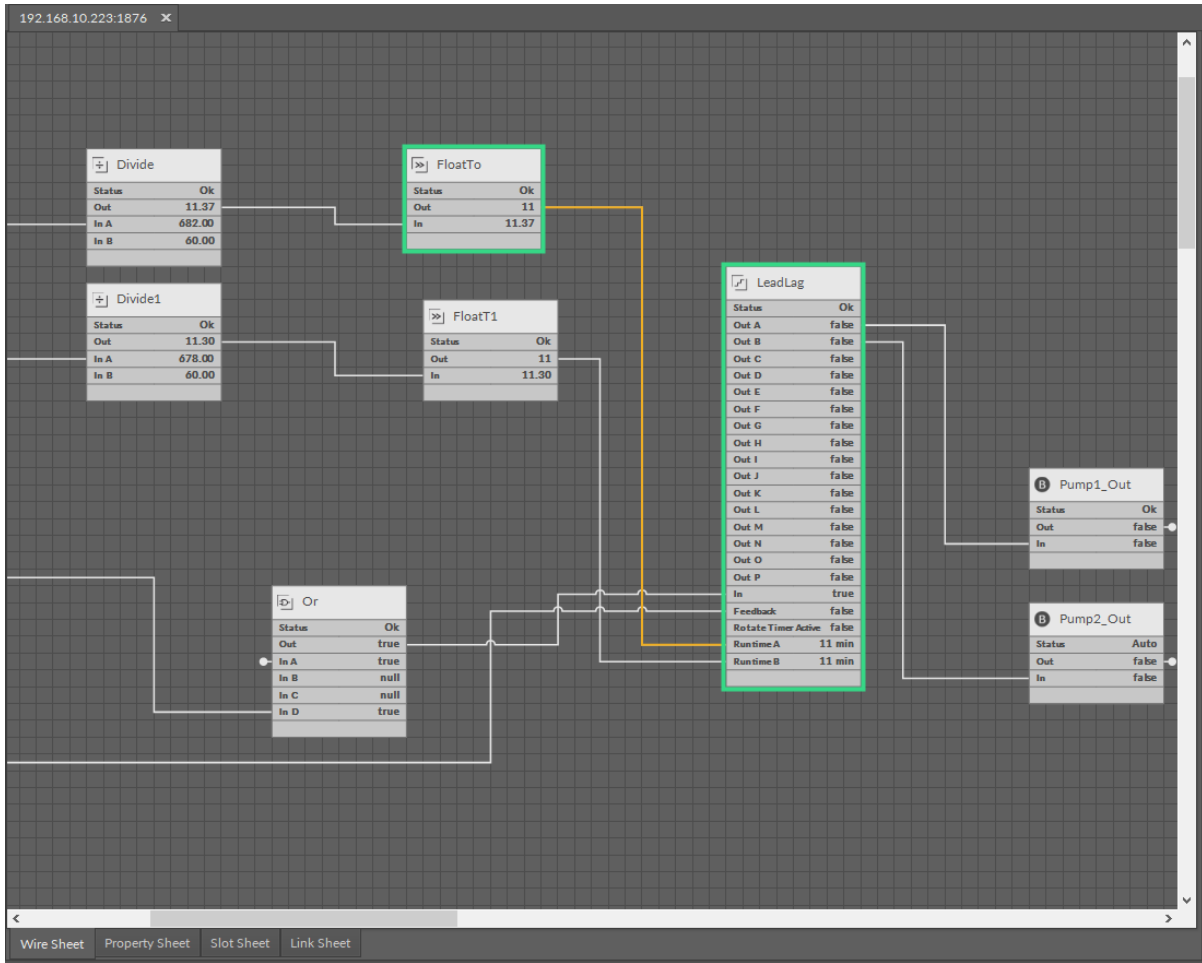 192.168.10.223:1876 ×
Divide
Status Ok
Out 11.37
In A 682.00
In B 60.00
FloatTo
Status Ok
Out 11
In 11.37
Divide1
Status Ok
Out 11.30
In A 678.00
In B 60.00
FloatT1
Status Ok
Out 11
In 11.30
LeadLag
Status Ok
Out A false
Out B false
Out C false
Out D false
Out E false
Out F false
Out G false
Out H false
Out I false
Out J false
Out K false
Out L false
Out M false
Out N false
Out O false
Out P false
In true
Feedback false
Rotate Timer Active false
Runtime A 11 min
Runtime B 11 min
Or
Status Ok
Out true
In A true
In B null
In C null
In D true
B Pump1_Out
Status Ok
Out false
In false
B Pump2_Out
Status Auto
Out false
In false
Wire Sheet Property Sheet Slot Sheet Link Sheet